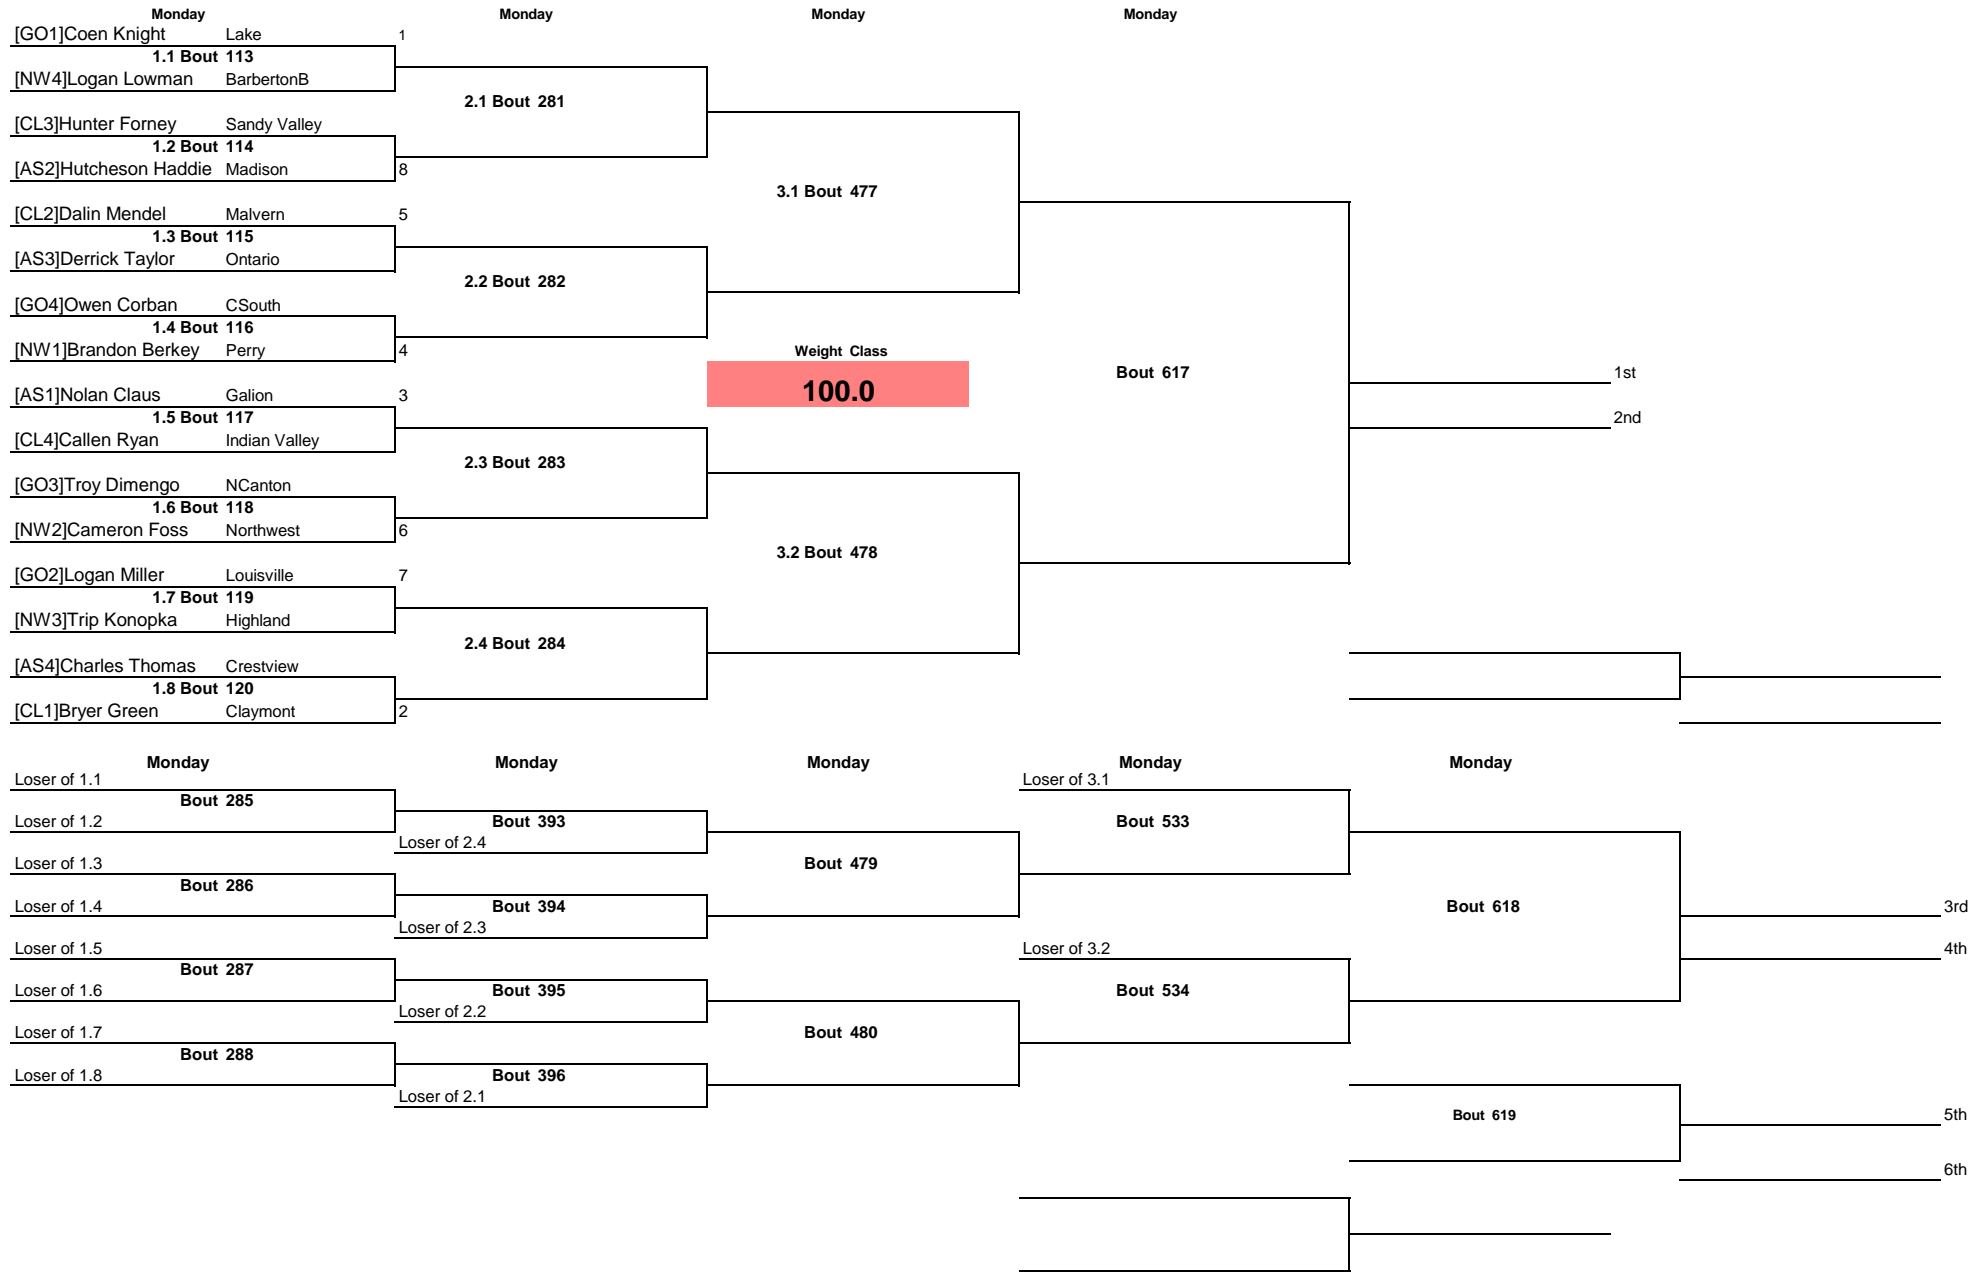 Monday Monday Monday Monday
[GO1]Coen Knight Lake 1
1.1 Bout 113
[NW4]Logan Lowman BarbertonB
2.1 Bout 281
[CL3]Hunter Forney Sandy Valley
1.2 Bout 114
[AS2]Hutcheson Haddie Madison 8
3.1 Bout 477
[CL2]Dalin Mendel Malvern 5
1.3 Bout 115
[AS3]Derrick Taylor Ontario
2.2 Bout 282
[GO4]Owen Corban CSouth
1.4 Bout 116
[NW1]Brandon Berkey Perry 4
Weight Class
Bout 617 1st
100.0
[AS1]Nolan Claus Galion 3
1.5 Bout 117 2nd
[CL4]Callen Ryan Indian Valley
2.3 Bout 283
[GO3]Troy Dimengo NCanton
1.6 Bout 118
[NW2]Cameron Foss Northwest 6
3.2 Bout 478
[GO2]Logan Miller Louisville 7
1.7 Bout 119
[NW3]Trip Konopka Highland
2.4 Bout 284
[AS4]Charles Thomas Crestview
1.8 Bout 120
[CL1]Bryer Green Claymont 2
Monday Monday Monday Monday Monday
Loser of 1.1 Loser of 3.1
Bout 285
Loser of 1.2 Bout 393 Bout 533
Loser of 2.4
Loser of 1.3 Bout 479
Bout 286
Loser of 1.4 Bout 394 Bout 618 3rd
Loser of 2.3
Loser of 1.5 Loser of 3.2 4th
Bout 287
Loser of 1.6 Bout 395 Bout 534
Loser of 2.2
Loser of 1.7 Bout 480
Bout 288
Loser of 1.8 Bout 396
Loser of 2.1
Bout 619 5th
6th